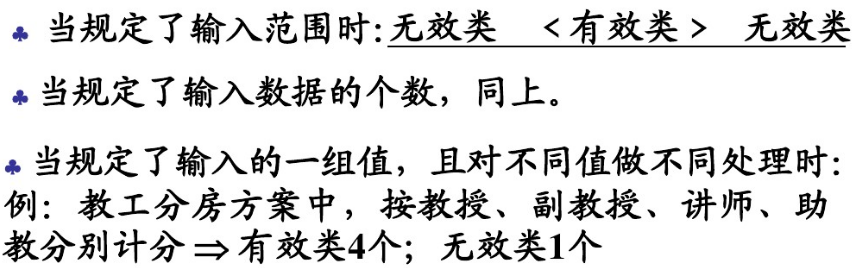 ♣ 当规定了输入范围时:无效类 <有效类> 无效类
♣ 当规定了输入数据的个数，同上。
♣ 当规定了输入的一组值，且对不同值做不同处理时:
例：教工分房方案中，按教授、副教授、讲师、助
教分别计分⇒有效类4个；无效类1个